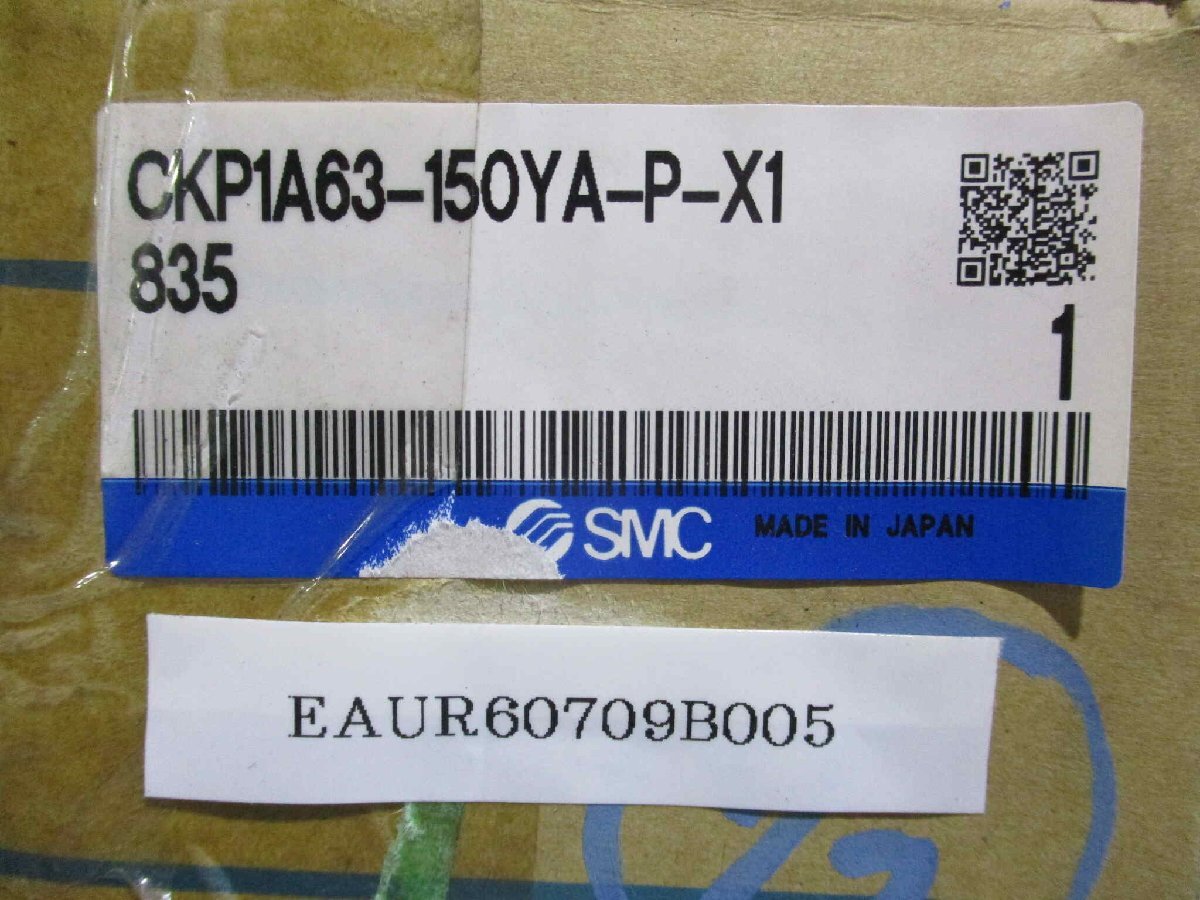 CKP1A63-150YA-P-X1
835
1
SMC MADE IN JAPAN
EAUR60709B005